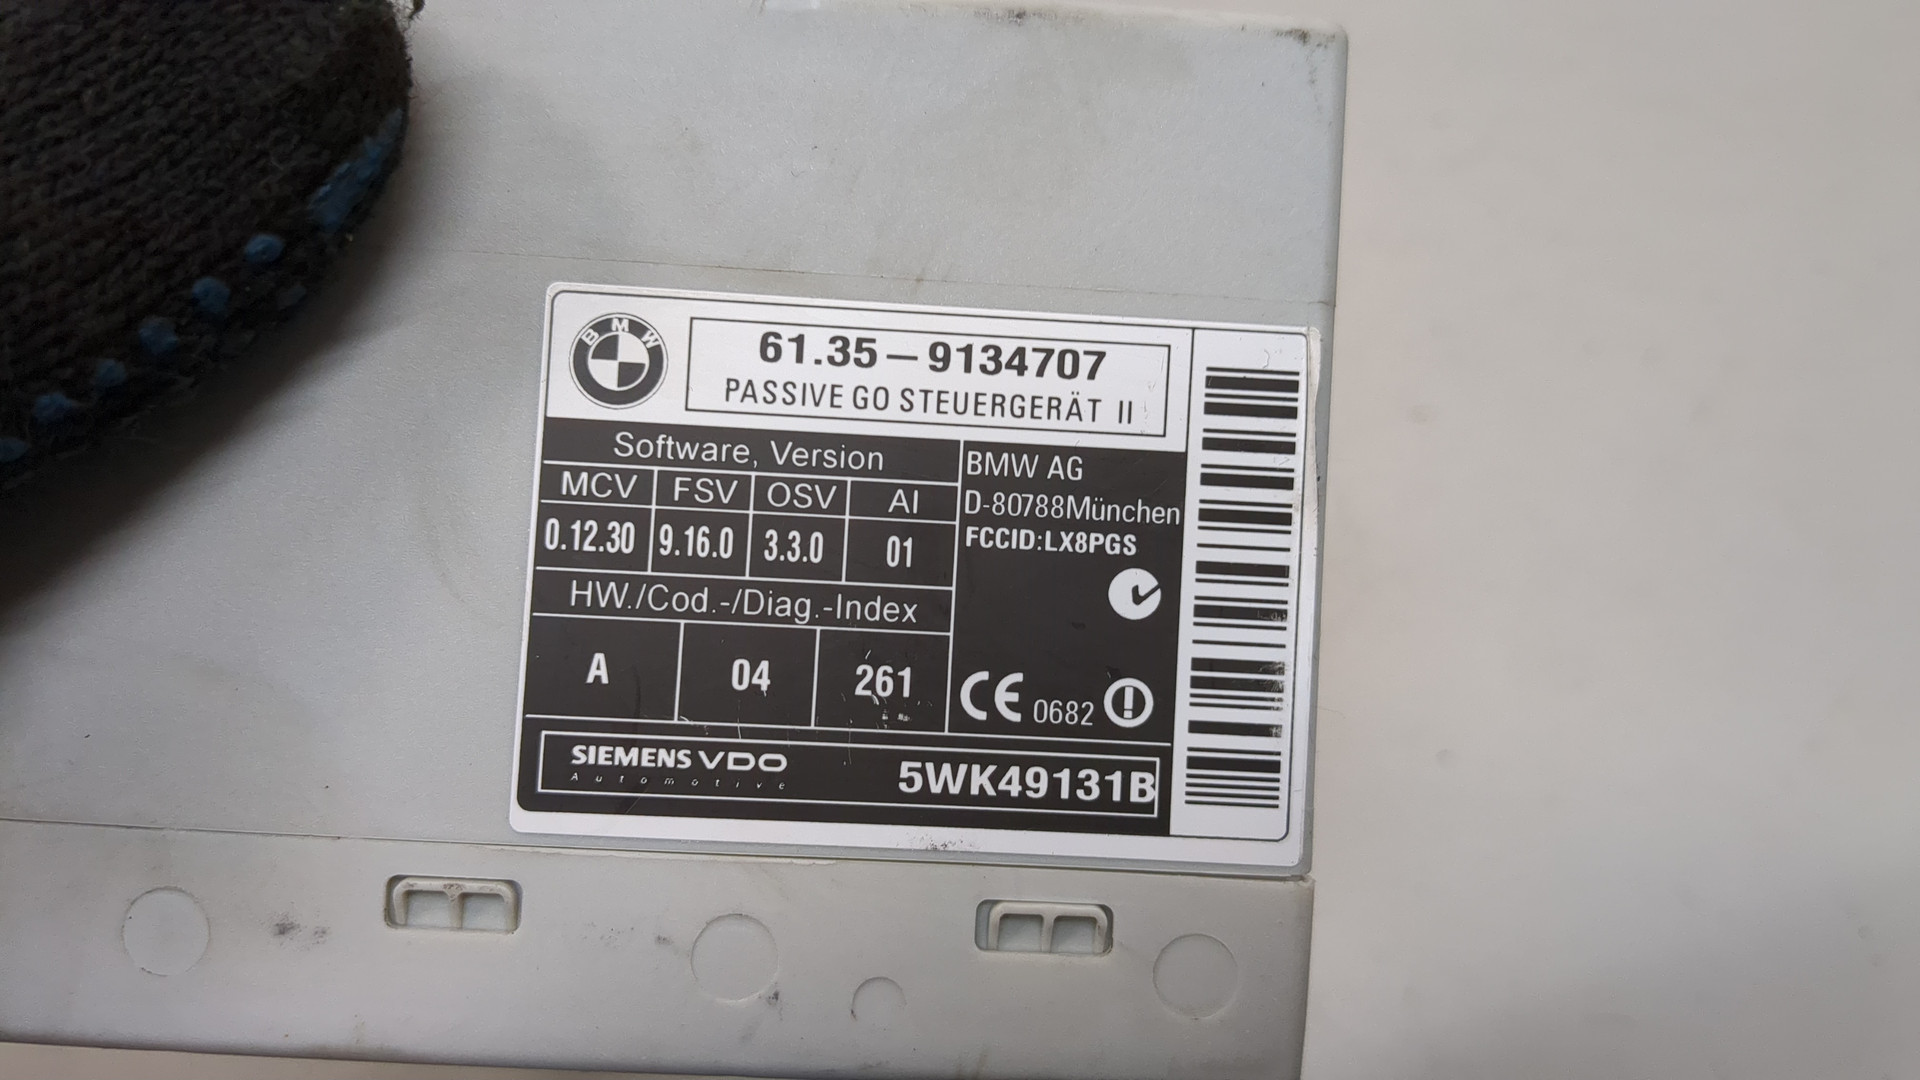 BMW
61.35–9134707
PASSIVE GO STEUERGERÄT II
Software, Version
MCV FSV OSV AI
0.12.30 9.16.0 3.3.0 01
HW./Cod.-/Diag.-Index
A 04 261
BMW AG
D-80788München
FCCID:LX8PGS
CE 0682
SIEMENS VDO
Automotive
5WK49131B